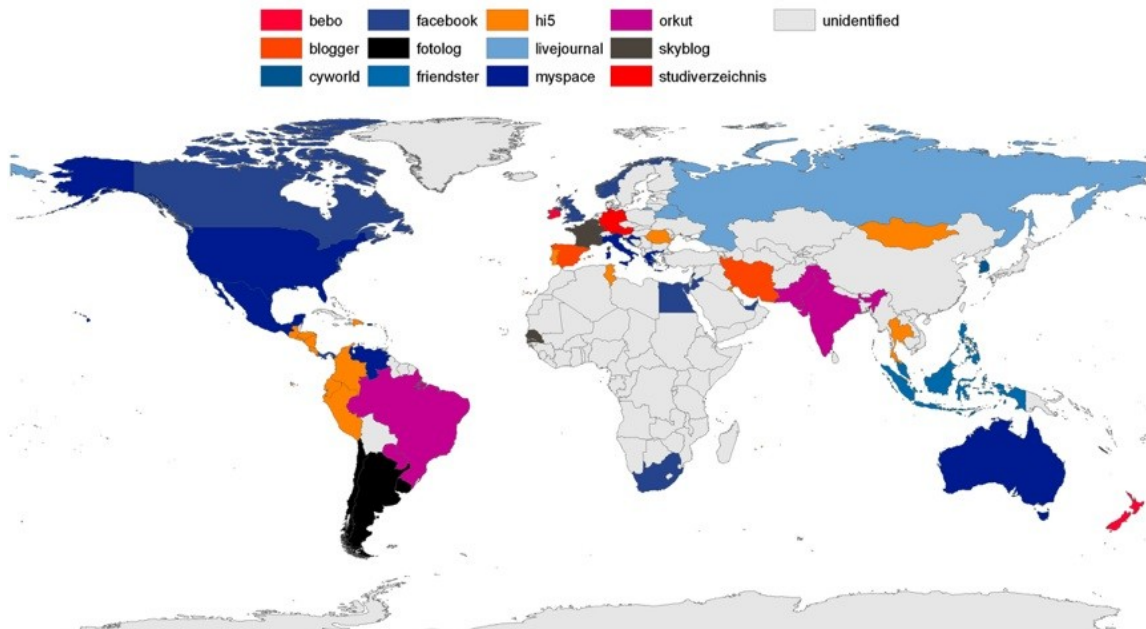 bebo facebook hi5 orkut unidentified
blogger fotolog livejournal skyblog
cyworld friendster myspace studiverzeichnis